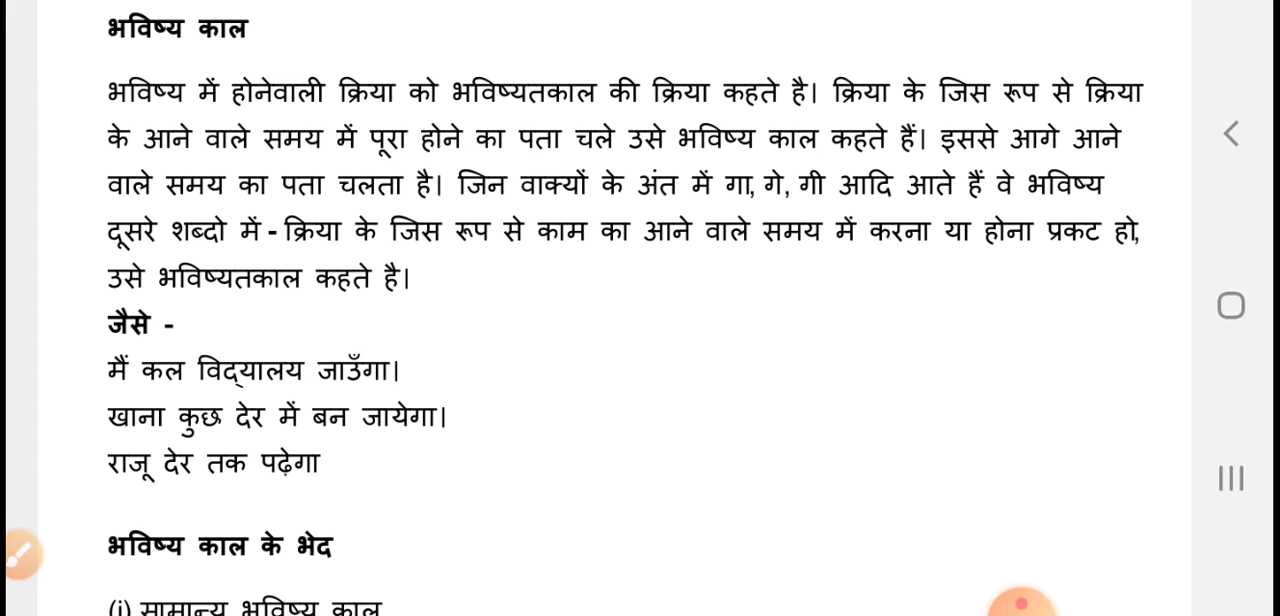 भविष्य काल
भविष्य में होनेवाली क्रिया को भविष्यतकाल की क्रिया कहते है। क्रिया के जिस रूप से क्रिया
के आने वाले समय में पूरा होने का पता चले उसे भविष्य काल कहते हैं। इससे आगे आने
वाले समय का पता चलता है। जिन वाक्यों के अंत में गा, गे, गी आदि आते हैं वे भविष्य
दूसरे शब्दो में - क्रिया के जिस रूप से काम का आने वाले समय में करना या होना प्रकट हो,
उसे भविष्यतकाल कहते है।
जैसे -
मैं कल विद्‌यालय जाउँगा।
खाना कुछ देर में बन जायेगा।
राजू देर तक पढ़ेगा
भविष्य काल के भेद
(i) सामान्य भविष्य काल